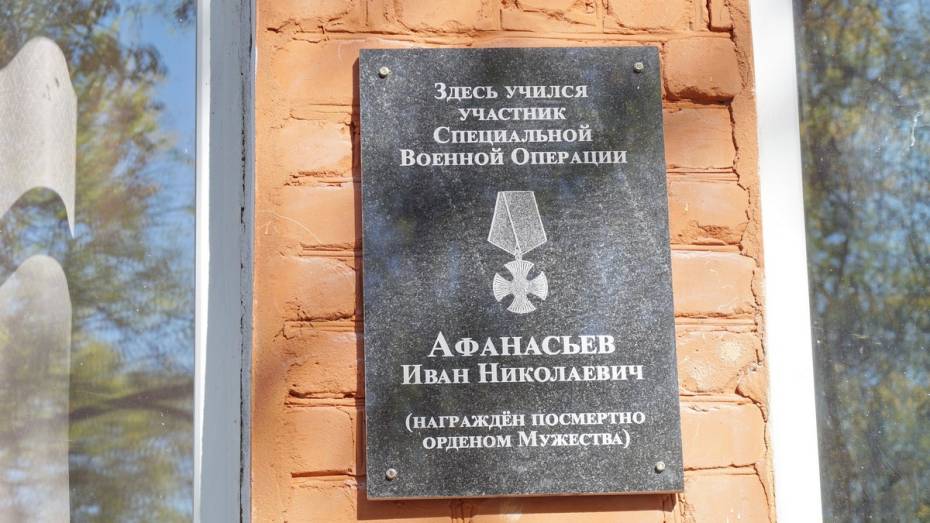 Здесь учился
участник
Специальной
Военной Операции
Афанасьев
Иван Николаевич
(награждён посмертно
орденом Мужества)